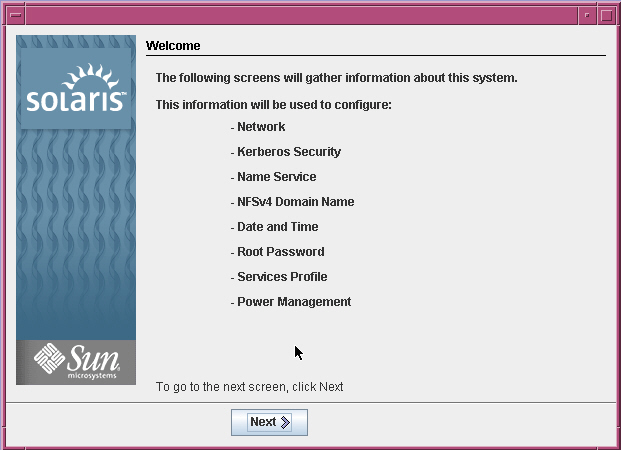 Welcome
solaris™
The following screens will gather information about this system.
This information will be used to configure:
- Network
- Kerberos Security
- Name Service
- NFSv4 Domain Name
- Date and Time
- Root Password
- Services Profile
- Power Management
Sun
microsystems
To go to the next screen, click Next
Next